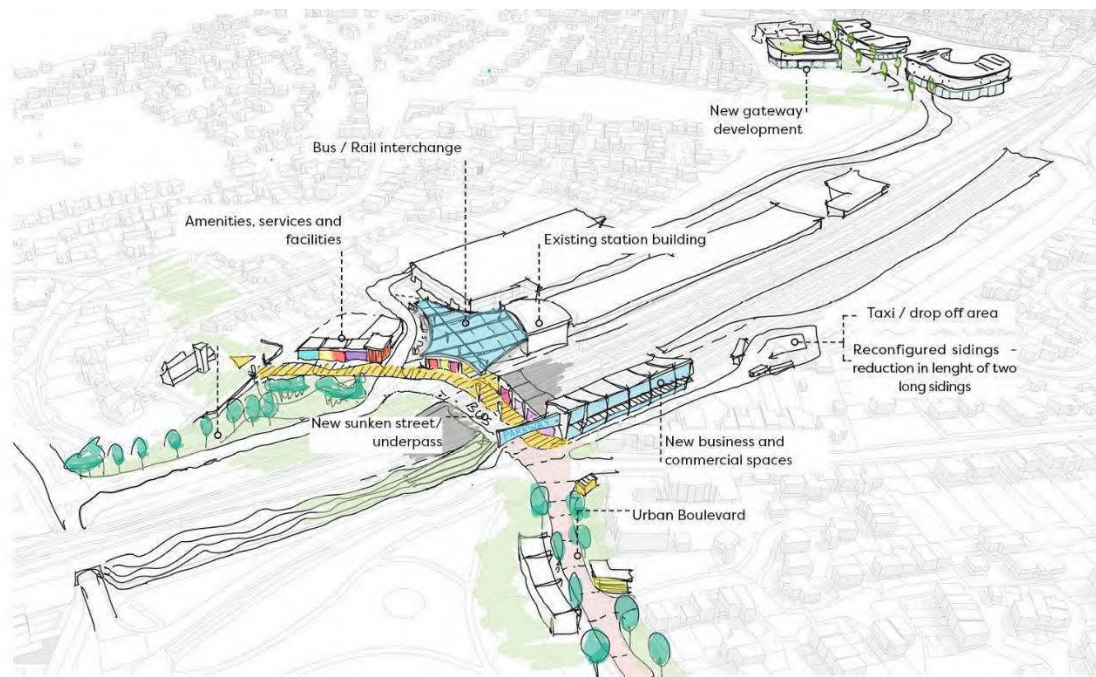 New gateway
development
Bus / Rail interchange
Amenities, services and
facilities
Existing station building
Taxi / drop off area
Reconfigured sidings -
reduction in lenght of two
long sidings
BUS
New sunken street/
underpass
PARKWAY
New business and
commercial spaces
Urban Boulevard